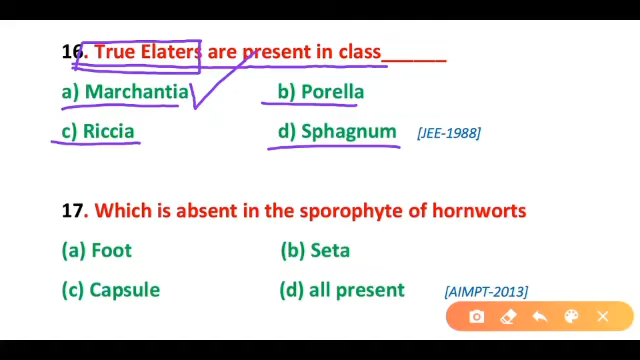 16. True Elaters are present in class______
a) Marchantia b) Porella
c) Riccia d) Sphagnum [JEE-1988]
17. Which is absent in the sporophyte of hornworts
(a) Foot (b) Seta
(c) Capsule (d) all present [AIMPT-2013]